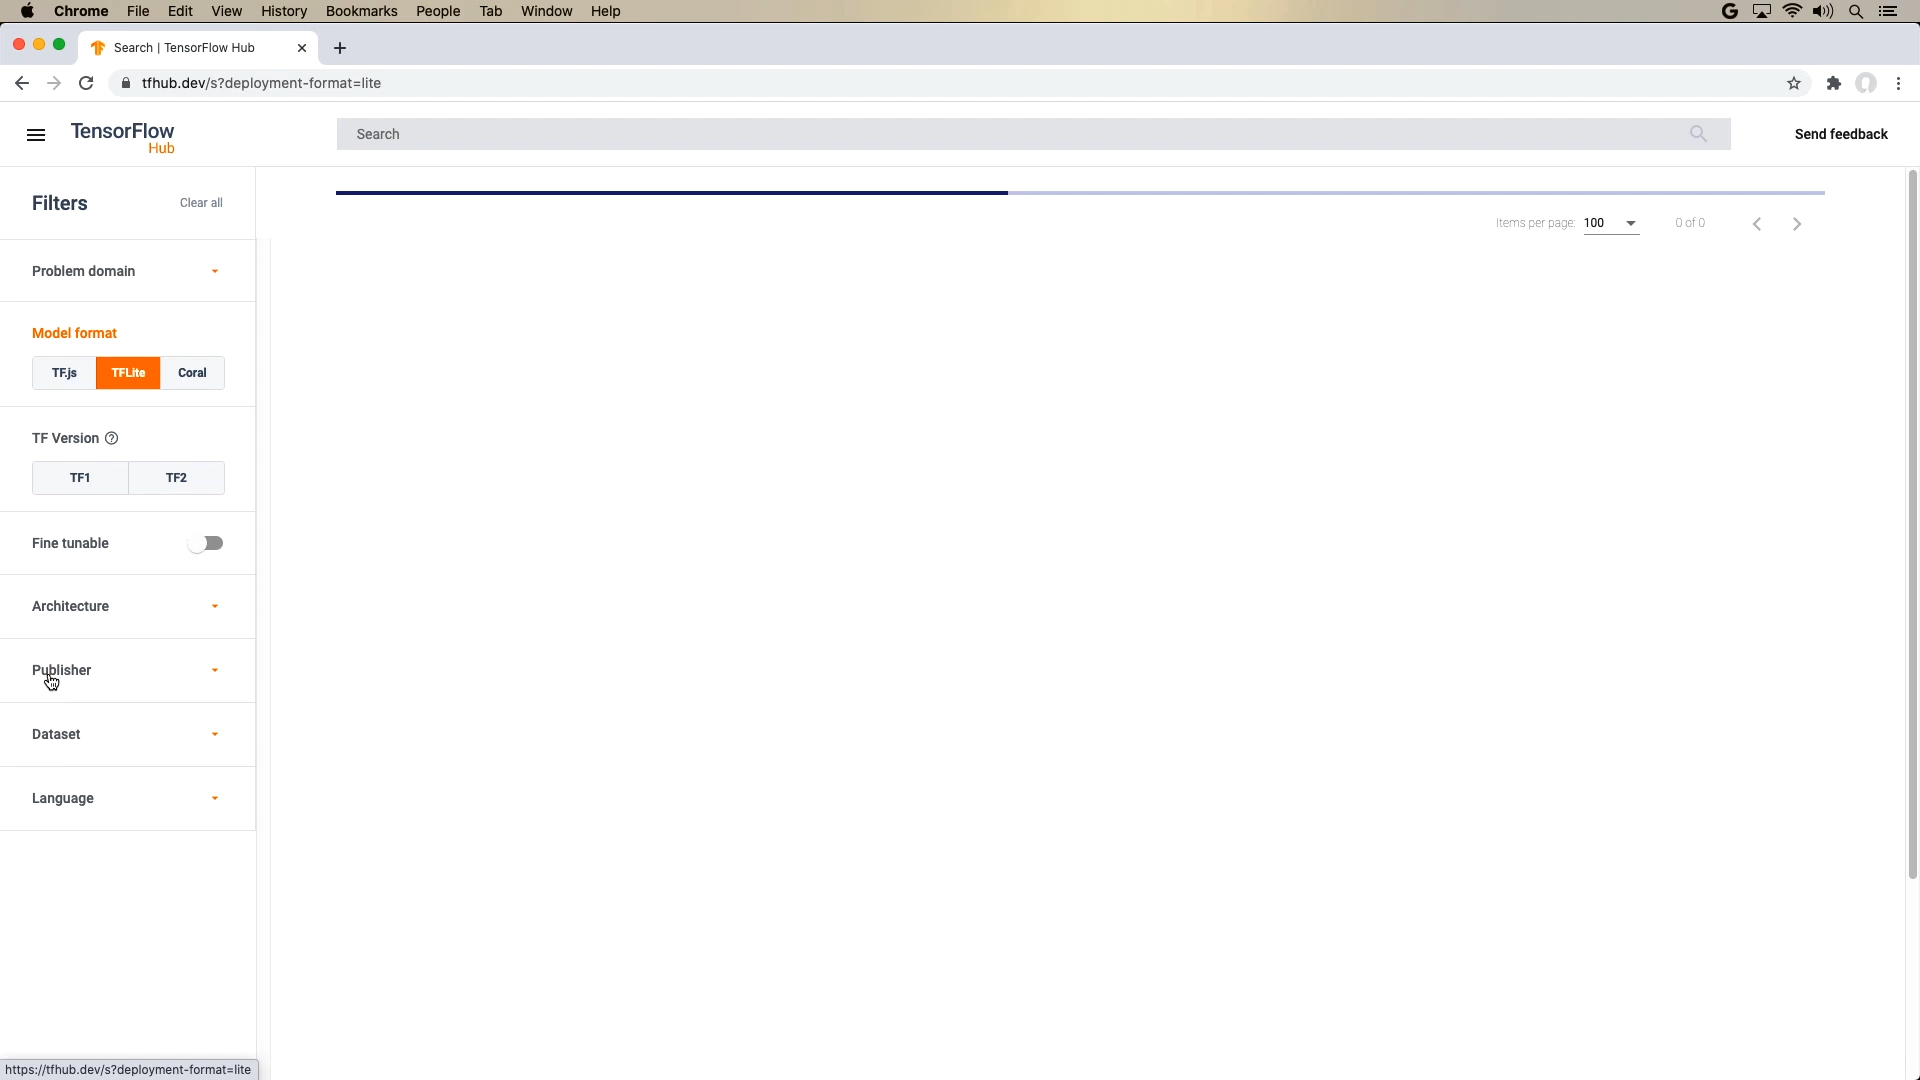 Chrome File Edit View History Bookmarks People Tab Window Help
Search | TensorFlow Hub
tfhub.dev/s?deployment-format=lite
TensorFlow
Hub
Search
Send feedback
Filters
Clear all
Items per page: 100
0 of 0
Problem domain
Model format
TF.js TFLite Coral
TF Version
TF1 TF2
Fine tunable
Architecture
Publisher
Dataset
Language
https://tfhub.dev/s?deployment-format=lite